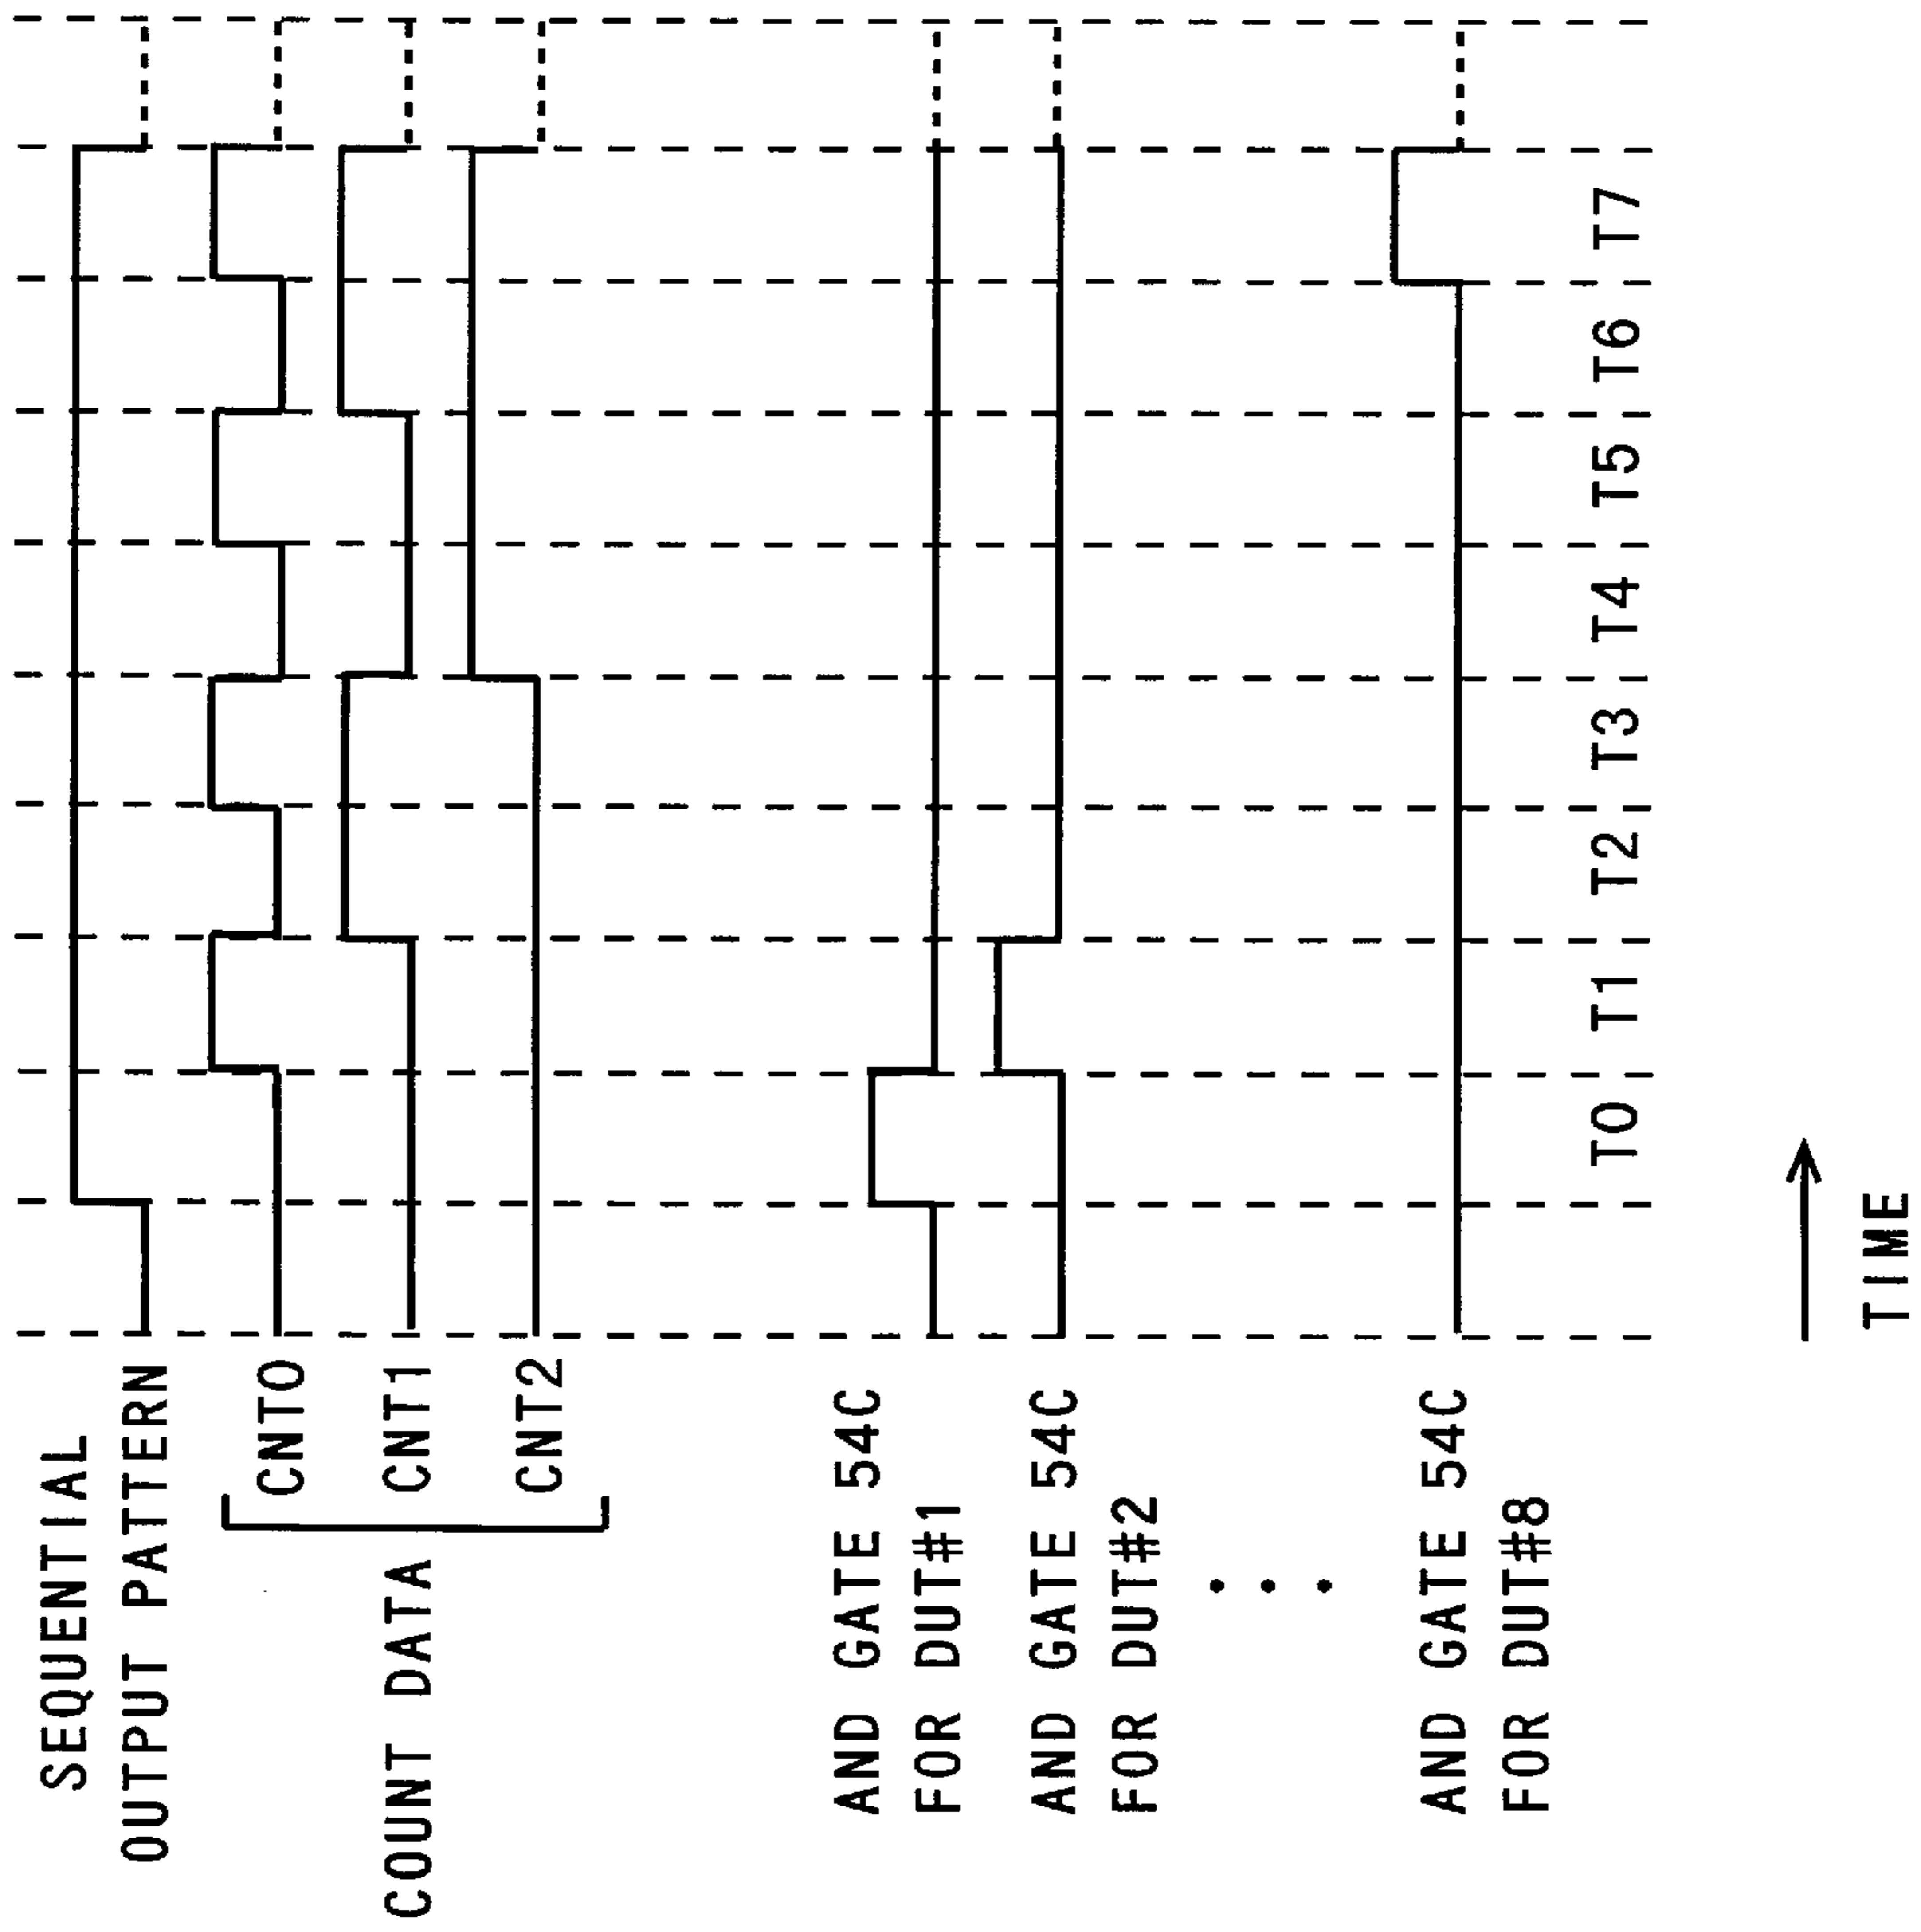 SEQUENTIAL
OUTPUT PATTERN
COUNT DATA
CNT0
CNT1
CNT2
AND GATE 54C
FOR DUT#1
AND GATE 54C
FOR DUT#2
AND GATE 54C
FOR DUT#8
T0 T1 T2 T3 T4 T5 T6 T7
TIME